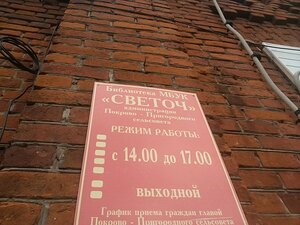 Библиотека МБУК
«СВЕТОЧ»
администрации
Покрово - Пригородного
сельсовета
РЕЖИМ РАБОТЫ:
с 14.00 до 17.00
ВЫХОДНОЙ
График приема граждан главой
Покрово - Пригородного сельсовета